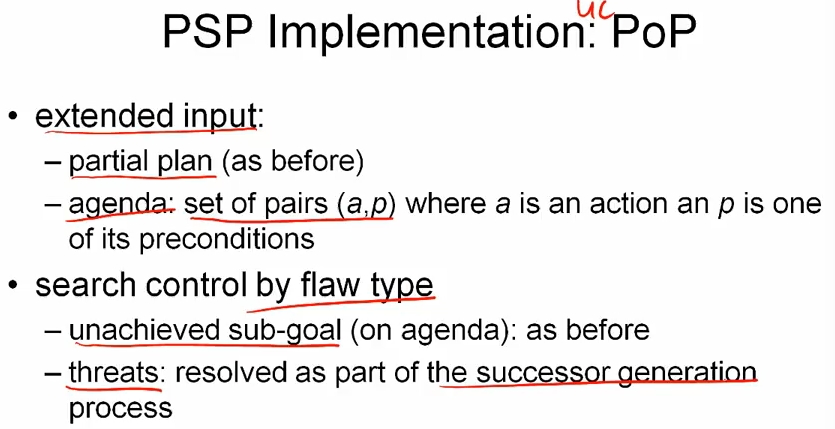 uc
PSP Implementation: PoP
• extended input:
– partial plan (as before)
– agenda: set of pairs (a,p) where a is an action an p is one
of its preconditions
• search control by flaw type
– unachieved sub-goal (on agenda): as before
– threats: resolved as part of the successor generation
process